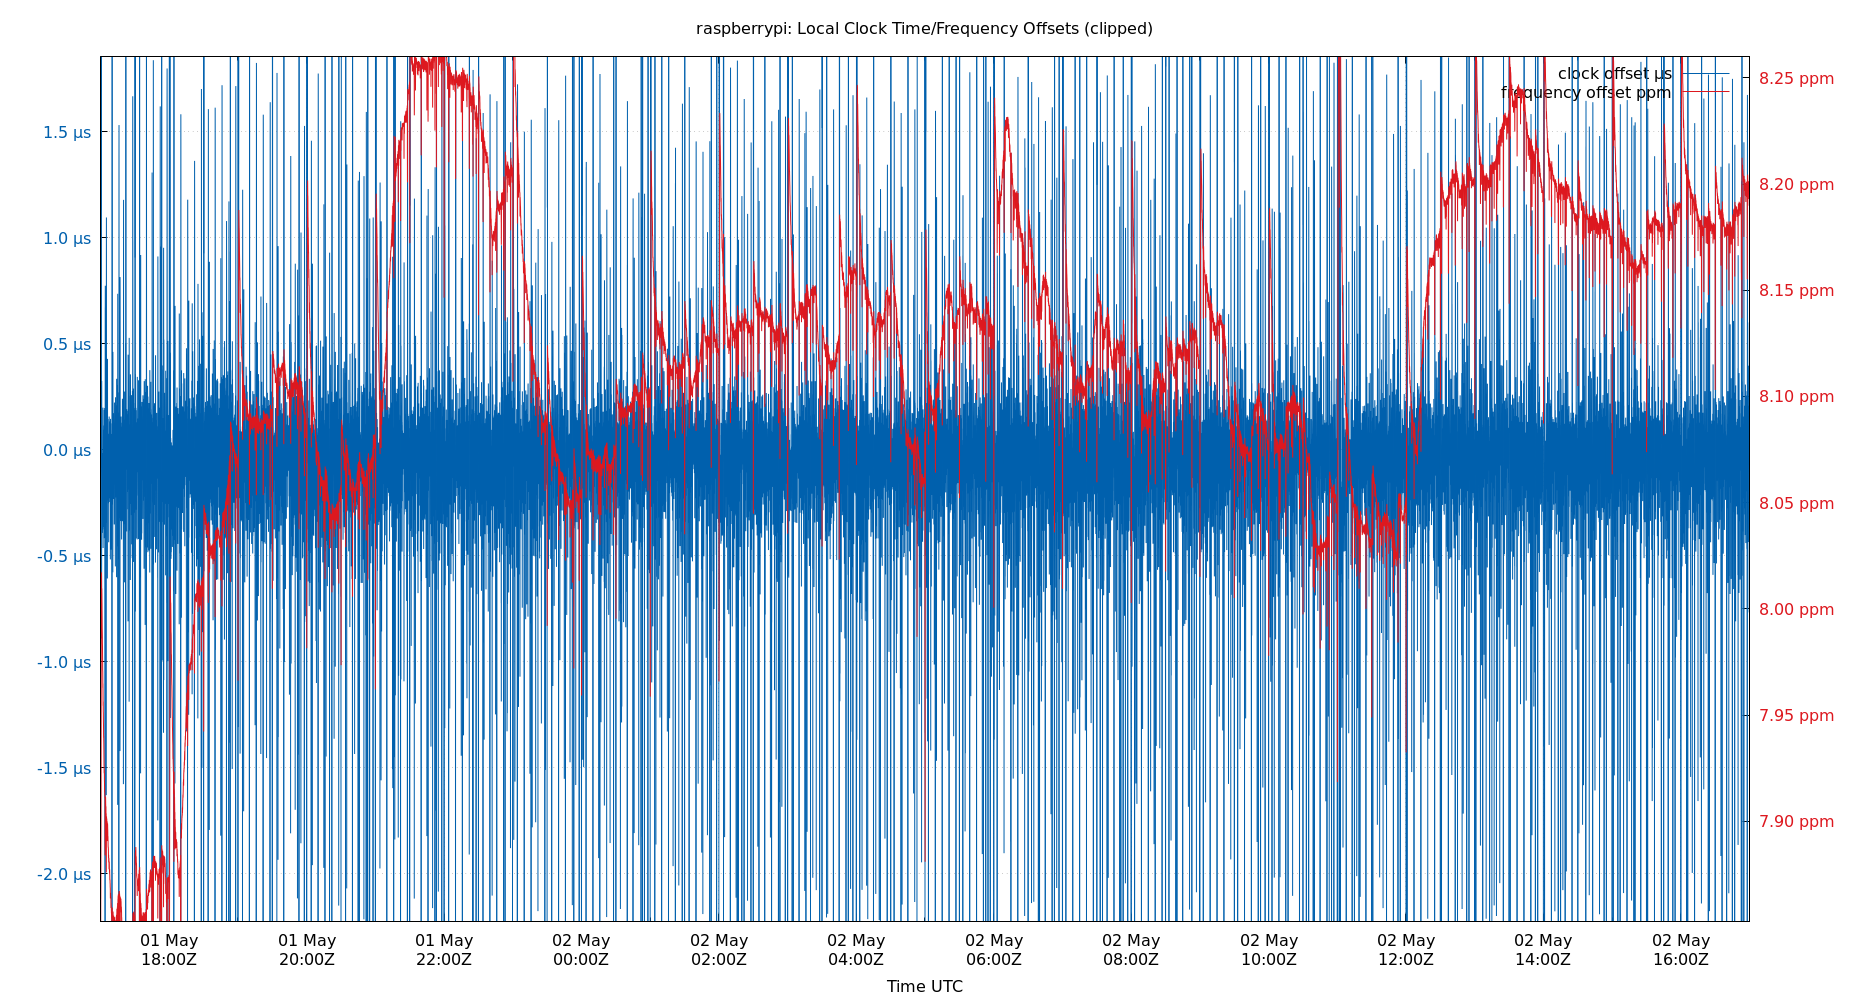 raspberrypi: Local Clock Time/Frequency Offsets (clipped)
clock offset µs
frequency offset ppm
1.5 µs
1.0 µs
0.5 µs
0.0 µs
-0.5 µs
-1.0 µs
-1.5 µs
-2.0 µs
8.25 ppm
8.20 ppm
8.15 ppm
8.10 ppm
8.05 ppm
8.00 ppm
7.95 ppm
7.90 ppm
01 May 01 May 01 May 02 May 02 May 02 May 02 May 02 May 02 May 02 May 02 May 02 May
18:00Z 20:00Z 22:00Z 00:00Z 02:00Z 04:00Z 06:00Z 08:00Z 10:00Z 12:00Z 14:00Z 16:00Z
Time UTC